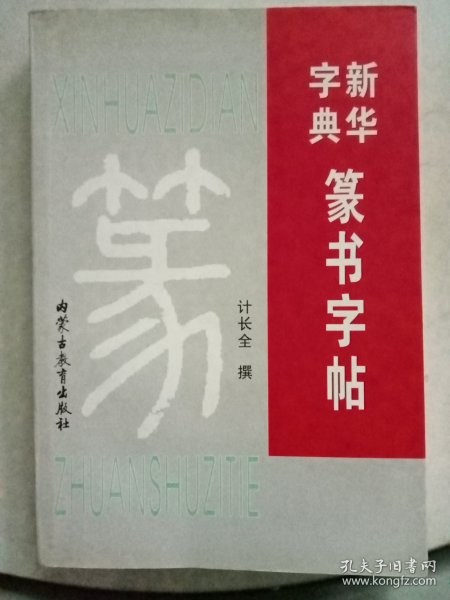 新华
字典
篆书字帖
HUAZIDIAN
篆
计长全 撰
内蒙古教育出版社
ZHUANSHUZITIE
孔夫子旧书网
www.kongfz.com